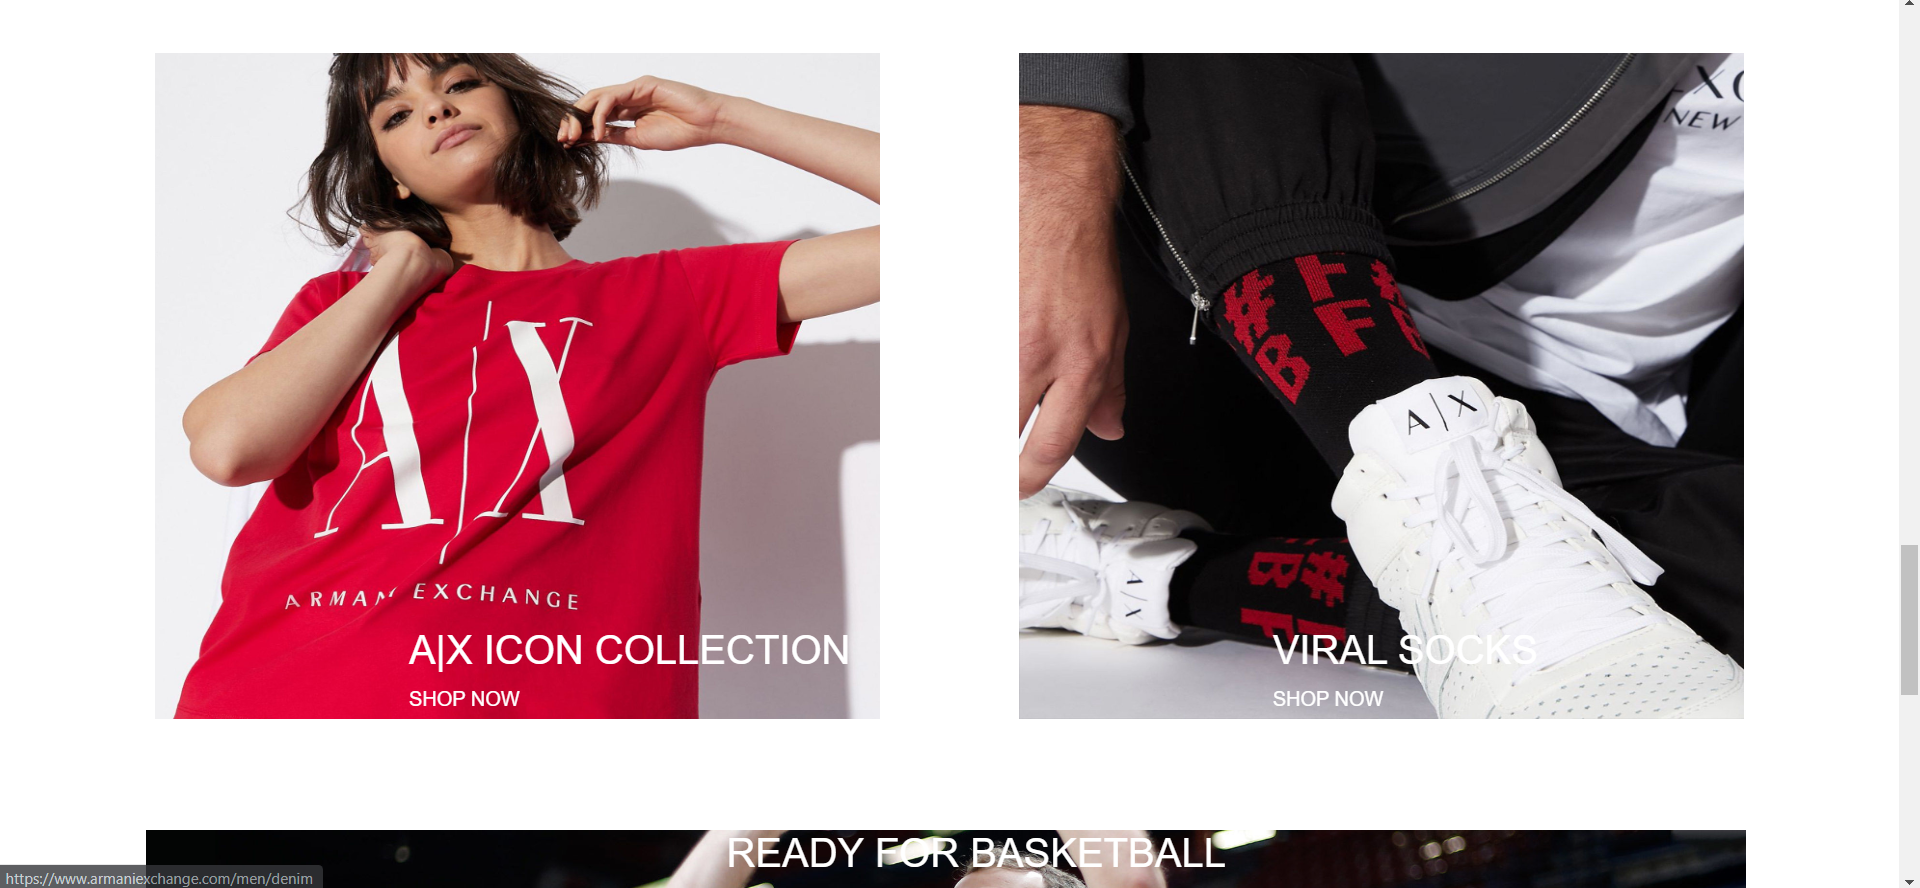 A|X
ARMANI EXCHANGE
A|X ICON COLLECTION
SHOP NOW
NEW
#F#
#BFB
A|X
A|X
B#
VIRAL SOCKS
SHOP NOW
READY FOR BASKETBALL
https://www.armaniexchange.com/men/denim